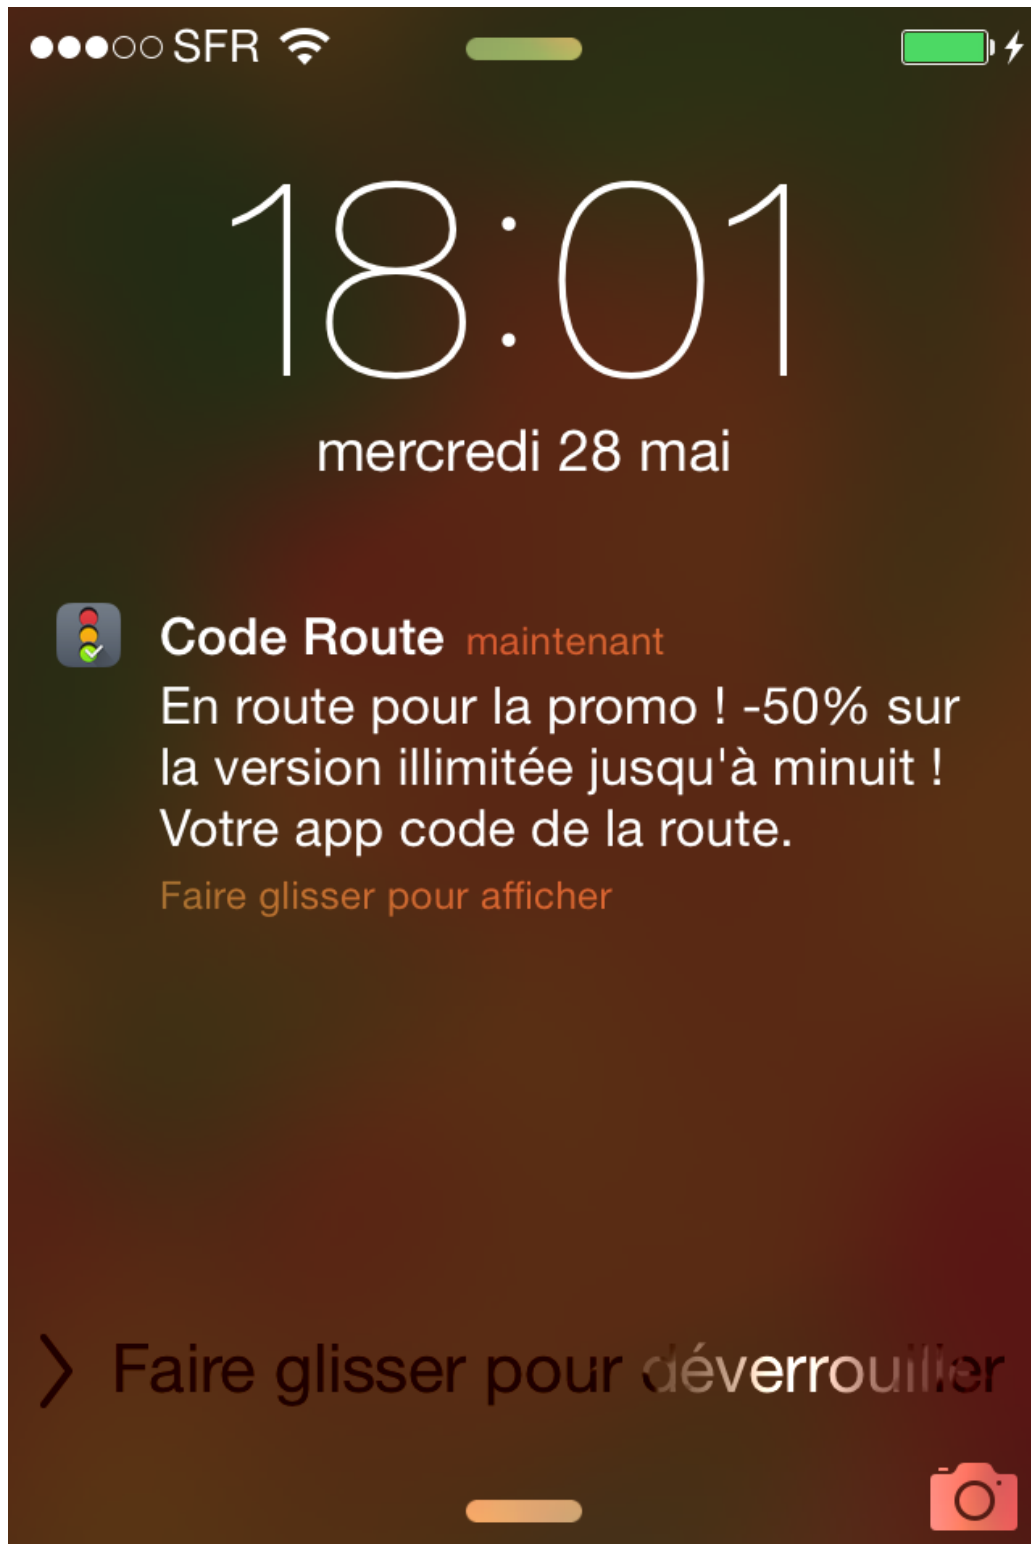 SFR
18:01
mercredi 28 mai
Code Route maintenant
En route pour la promo ! -50% sur
la version illimitée jusqu'à minuit !
Votre app code de la route.
Faire glisser pour afficher
Faire glisser pour déverrouiller